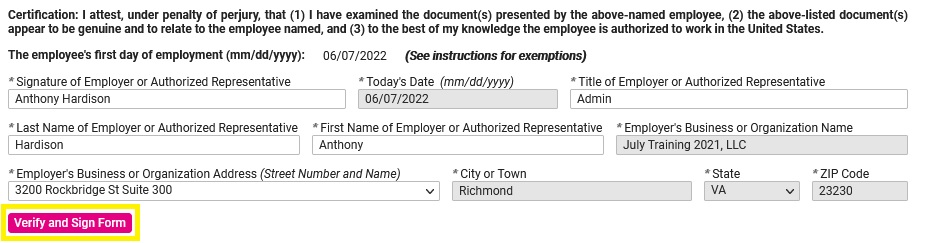 Certification: I attest, under penalty of perjury, that (1) I have examined the document(s) presented by the above-named employee, (2) the above-listed document(s)
appear to be genuine and to relate to the employee named, and (3) to the best of my knowledge the employee is authorized to work in the United States.
The employee's first day of employment (mm/dd/yyyy): 06/07/2022 (See instructions for exemptions)
* Signature of Employer or Authorized Representative * Today's Date (mm/dd/yyyy) * Title of Employer or Authorized Representative
Anthony Hardison 06/07/2022 Admin
* Last Name of Employer or Authorized Representative * First Name of Employer or Authorized Representative * Employer's Business or Organization Name
Hardison Anthony July Training 2021, LLC
* Employer's Business or Organization Address (Street Number and Name) * City or Town * State * ZIP Code
3200 Rockbridge St Suite 300 Richmond VA 23230
Verify and Sign Form